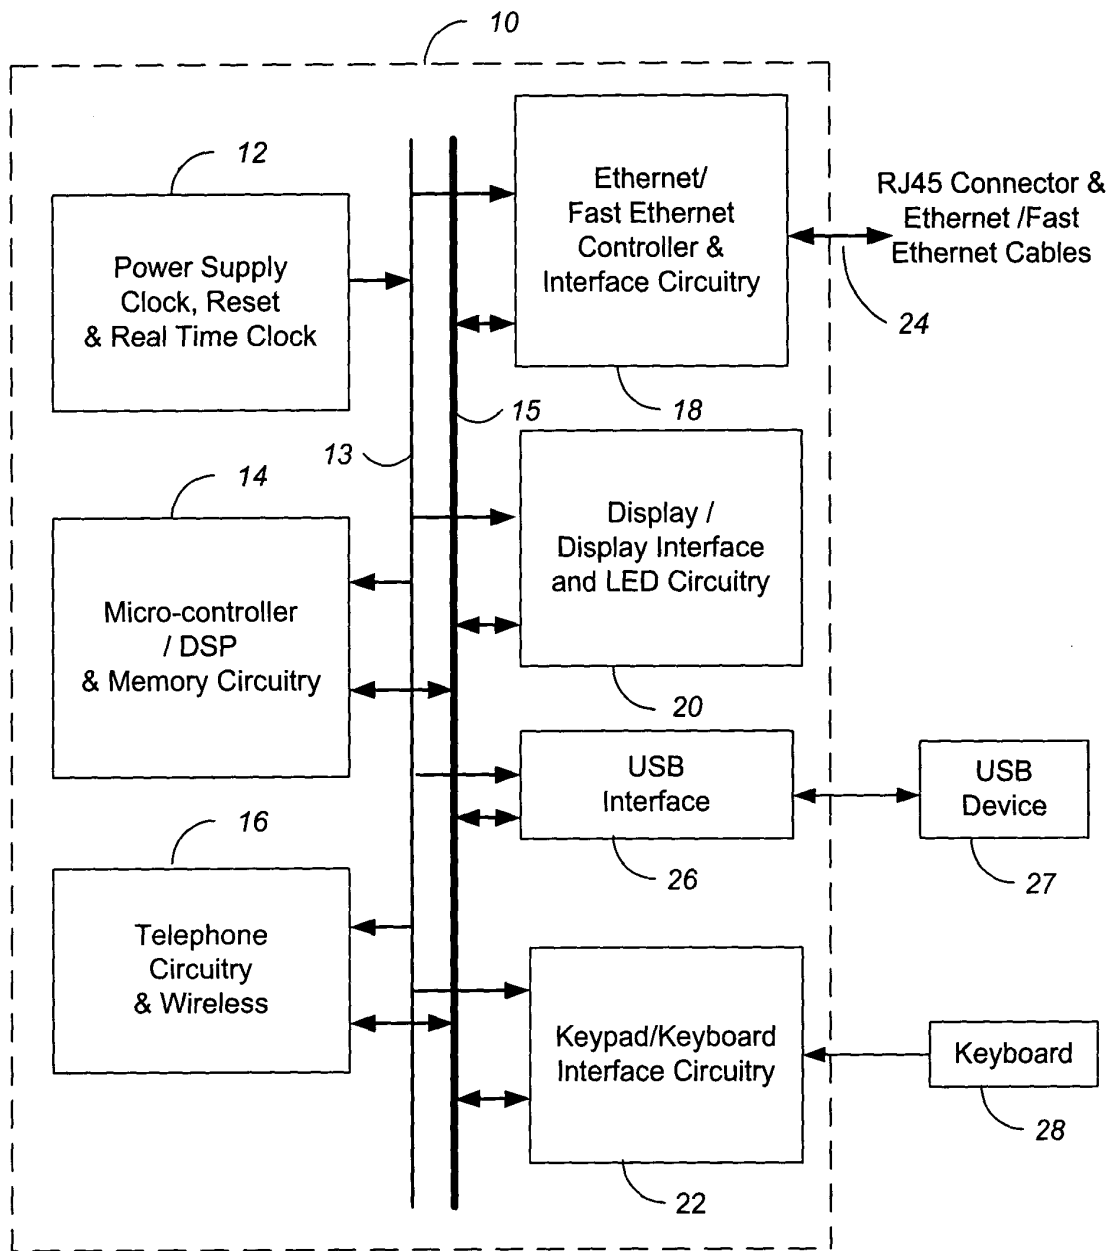 10
12
Power Supply
Clock, Reset
& Real Time Clock
Ethernet/
Fast Ethernet
Controller &
Interface Circuitry
RJ45 Connector &
Ethernet /Fast
Ethernet Cables
24
18
15
13
14
Micro-controller
/ DSP
& Memory Circuitry
Display /
Display Interface
and LED Circuitry
20
USB
Interface
26
USB
Device
27
16
Telephone
Circuitry
& Wireless
Keypad/Keyboard
Interface Circuitry
22
Keyboard
28